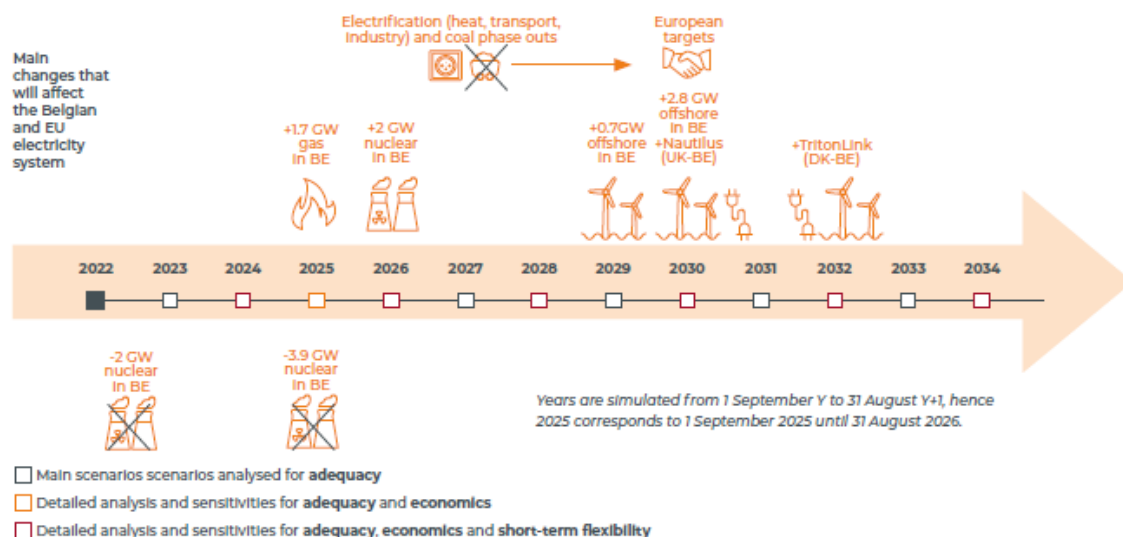 Main
changes that
will affect
the Belgian
and EU
electricity
system
Electrification (heat, transport,
industry) and coal phase outs
European
targets
+1.7 GW
gas
in BE
+2 GW
nuclear
in BE
+0.7GW
offshore
in BE
+2.8 GW
offshore
in BE
+Nautilus
(UK-BE)
+TritonLink
(DK-BE)
2022 2023 2024 2025 2026 2027 2028 2029 2030 2031 2032 2033 2034
-2 GW
nuclear
in BE
-3.9 GW
nuclear
in BE
Years are simulated from 1 September Y to 31 August Y+1, hence
2025 corresponds to 1 September 2025 until 31 August 2026.
Main scenarios scenarios analysed for adequacy
Detailed analysis and sensitivities for adequacy and economics
Detailed analysis and sensitivities for adequacy, economics and short-term flexibility